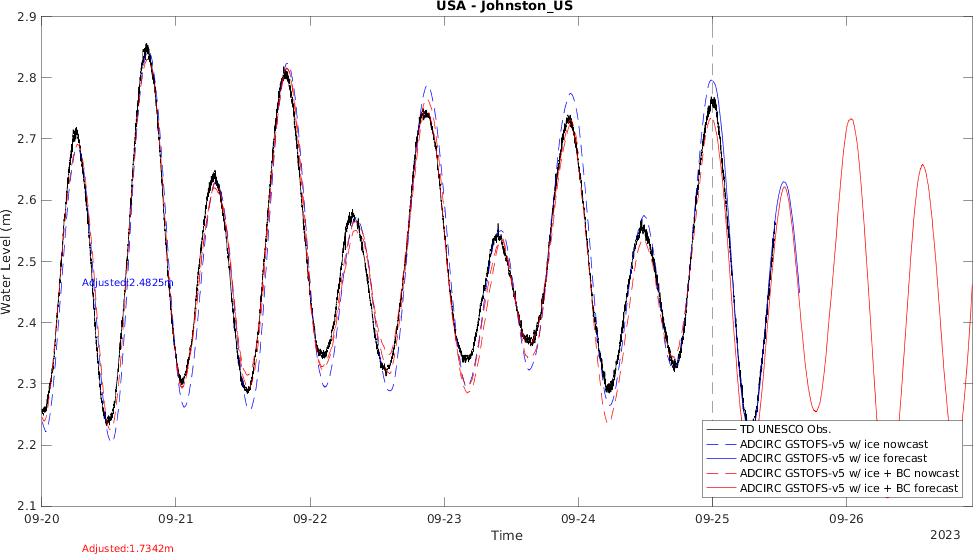 USA - Johnston_US
2.9
2.8
2.7
2.6
2.5
2.4
2.3
2.2
2.1
Water Level (m)
Adjusted:2.4825m
TD UNESCO Obs.
ADCIRC GSTOFS-v5 w/ ice nowcast
ADCIRC GSTOFS-v5 w/ ice forecast
ADCIRC GSTOFS-v5 w/ ice + BC nowcast
ADCIRC GSTOFS-v5 w/ ice + BC forecast
09-20 09-21 09-22 09-23 09-24 09-25 09-26
Time
2023
Adjusted:1.7342m